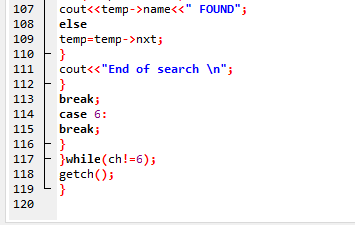 107 cout<<temp->name<<" FOUND";
108 else
109 temp=temp->nxt;
110 }
111 cout<<"End of search \n";
112 }
113 break;
114 case 6:
115 break;
116 }
117 }while(ch!=6);
118 getch();
119 }
120